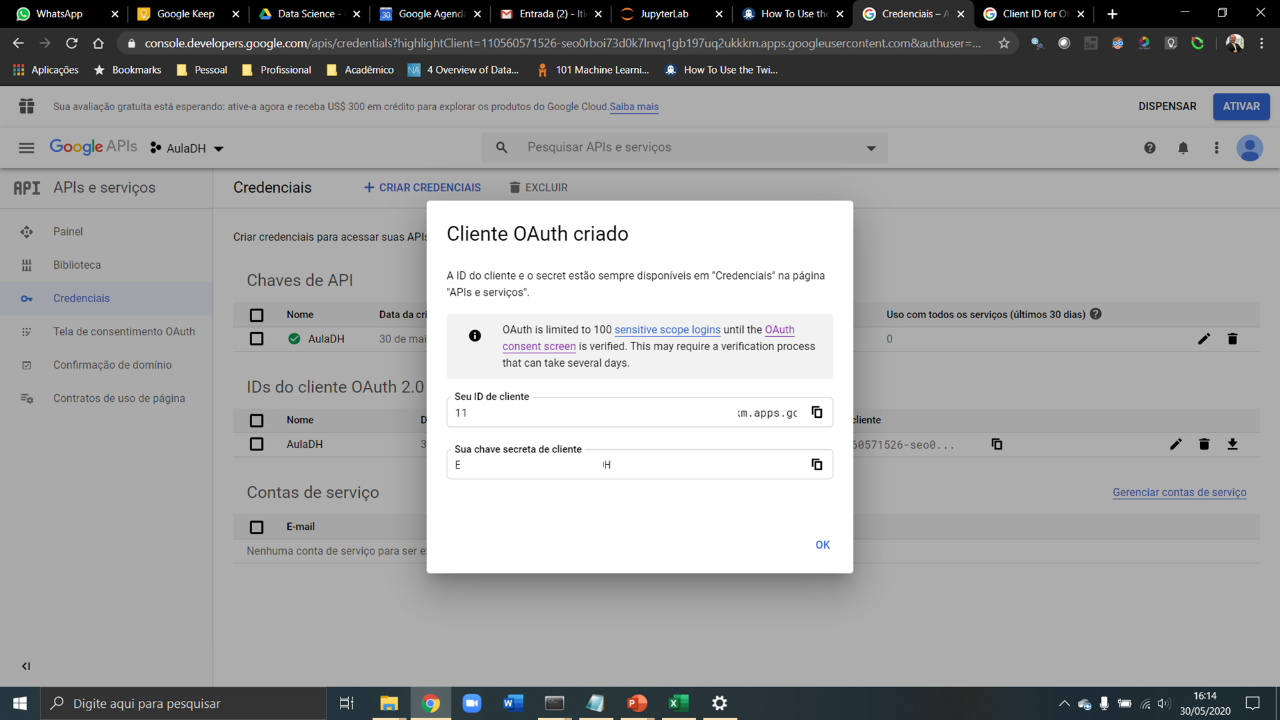 WhatsApp
Google Keep
Data Science -
Google Agenda
Entrada (2) - ltie
JupyterLab
How To Use the
Credenciais – A
Client ID for Ot
console.developers.google.com/apis/credentials?highlightClient=110560571526-seo0rboi73d0k7lnvq1gb197uq2ukkkm.apps.googleusercontent.com&authuser=...
Aplicações
Bookmarks
Pessoal
Profissional
Acadêmico
NA
4 Overview of Data...
101 Machine Learni...
How To Use the Twi...
Sua avaliação gratuita está esperando: ative-a agora e receba US$ 300 em crédito para explorar os produtos do Google Cloud.Saiba mais
DISPENSAR
ATIVAR
Google APIs
AulaDH
Pesquisar APIs e serviços
API
APIs e serviços
Credenciais
+ CRIAR CREDENCIAIS
EXCLUIR
Painel
Biblioteca
Credenciais
Tela de consentimento OAuth
Confirmação de domínio
Contratos de uso de página
Criar credenciais para acessar suas APIs
Chaves de API
Nome
Data da cri
Uso com todos os serviços (últimos 30 dias)
AulaDH
30 de mai
0
IDs do cliente OAuth 2.0
Nome
D
cliente
AulaDH
3
60571526-seo0...
Contas de serviço
Gerenciar contas de serviço
E-mail
Nenhuma conta de serviço para ser e
Cliente OAuth criado
A ID do cliente e o secret estão sempre disponíveis em "Credenciais" na página
"APIs e serviços".
OAuth is limited to 100 sensitive scope logins until the OAuth
consent screen is verified. This may require a verification process
that can take several days.
Seu ID de cliente
11
km.apps.gc
Sua chave secreta de cliente
E
H
OK
Digite aqui para pesquisar
16:14
30/05/2020